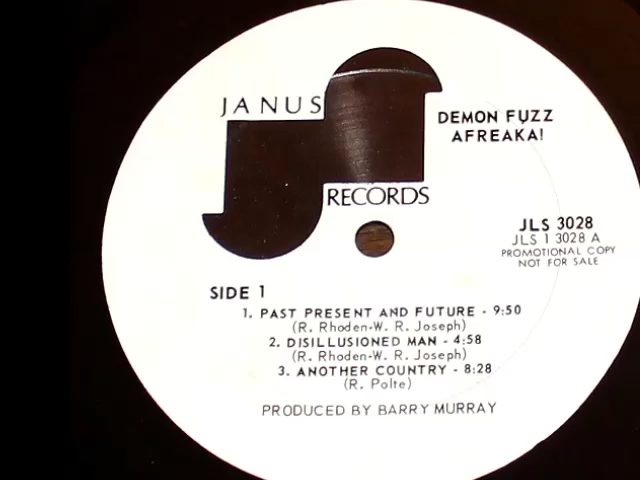 JANUS
RECORDS
DEMON FUZZ
AFREAKA!
JLS 3028
JLS 1 3028 A
PROMOTIONAL COPY
NOT FOR SALE
SIDE 1
1. PAST PRESENT AND FUTURE - 9:50
(R. Rhoden-W. R. Joseph)
2. DISILLUSIONED MAN - 4:58
(R. Rhoden-W. R. Joseph)
3. ANOTHER COUNTRY - 8:28
(R. Polte)
PRODUCED BY BARRY MURRAY